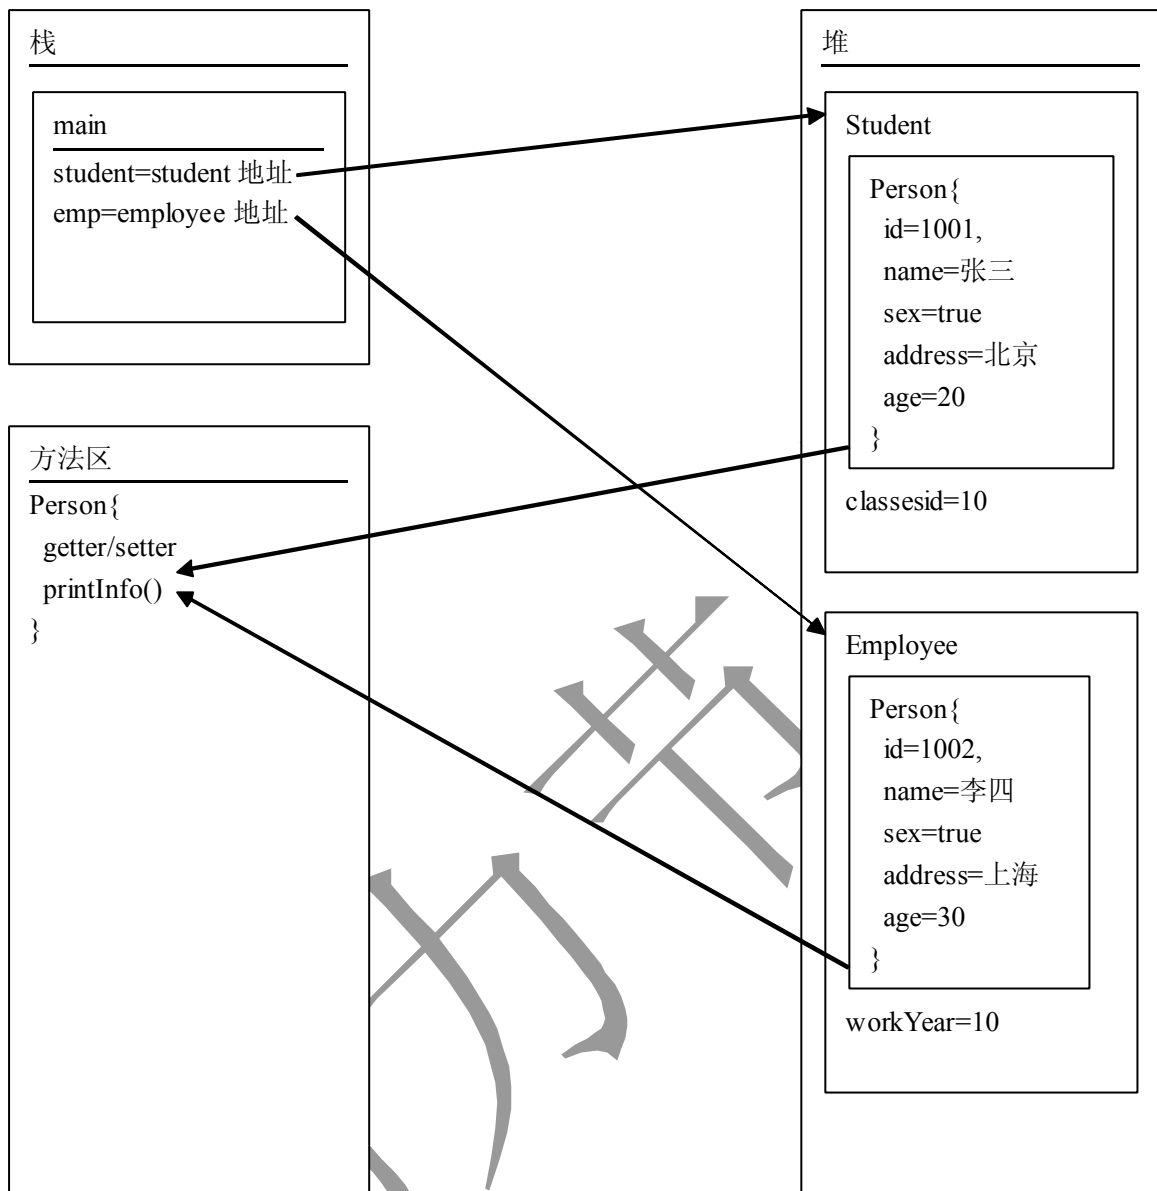 栈
main
student=student 地址
emp=employee 地址
方法区
Person{
getter/setter
printInfo()
}
堆
Student
Person{
id=1001,
name=张三
sex=true
address=北京
age=20
}
classesid=10
Employee
Person{
id=1002,
name=李四
sex=true
address=上海
age=30
}
workYear=10